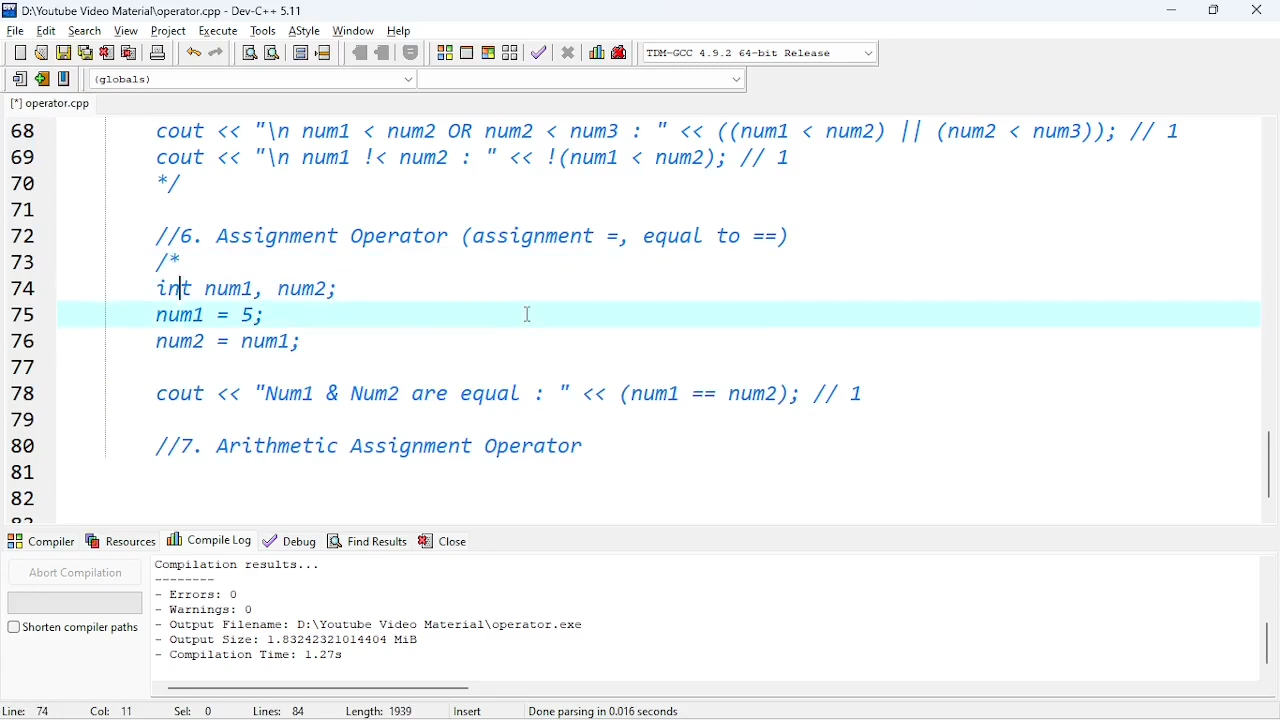 D:\Youtube Video Material\operator.cpp - Dev-C++ 5.11
File Edit Search View Project Execute Tools AStyle Window Help
TDM-GCC 4.9.2 64-bit Release
(globals)
[*] operator.cpp
68 cout << "\n num1 < num2 OR num2 < num3 : " << ((num1 < num2) || (num2 < num3)); // 1
69 cout << "\n num1 !< num2 : " << !(num1 < num2); // 1
70 */
71
72 //6. Assignment Operator (assignment =, equal to ==)
73 /*
74 int num1, num2;
75 num1 = 5;
76 num2 = num1;
77
78 cout << "Num1 & Num2 are equal : " << (num1 == num2); // 1
79
80 //7. Arithmetic Assignment Operator
81
82
Compiler Resources Compile Log Debug Find Results Close
Abort Compilation
Shorten compiler paths
Compilation results...
--------
- Errors: 0
- Warnings: 0
- Output Filename: D:\Youtube Video Material\operator.exe
- Output Size: 1.83242321014404 MiB
- Compilation Time: 1.27s
Line: 74 Col: 11 Sel: 0 Lines: 84 Length: 1939 Insert Done parsing in 0.016 seconds